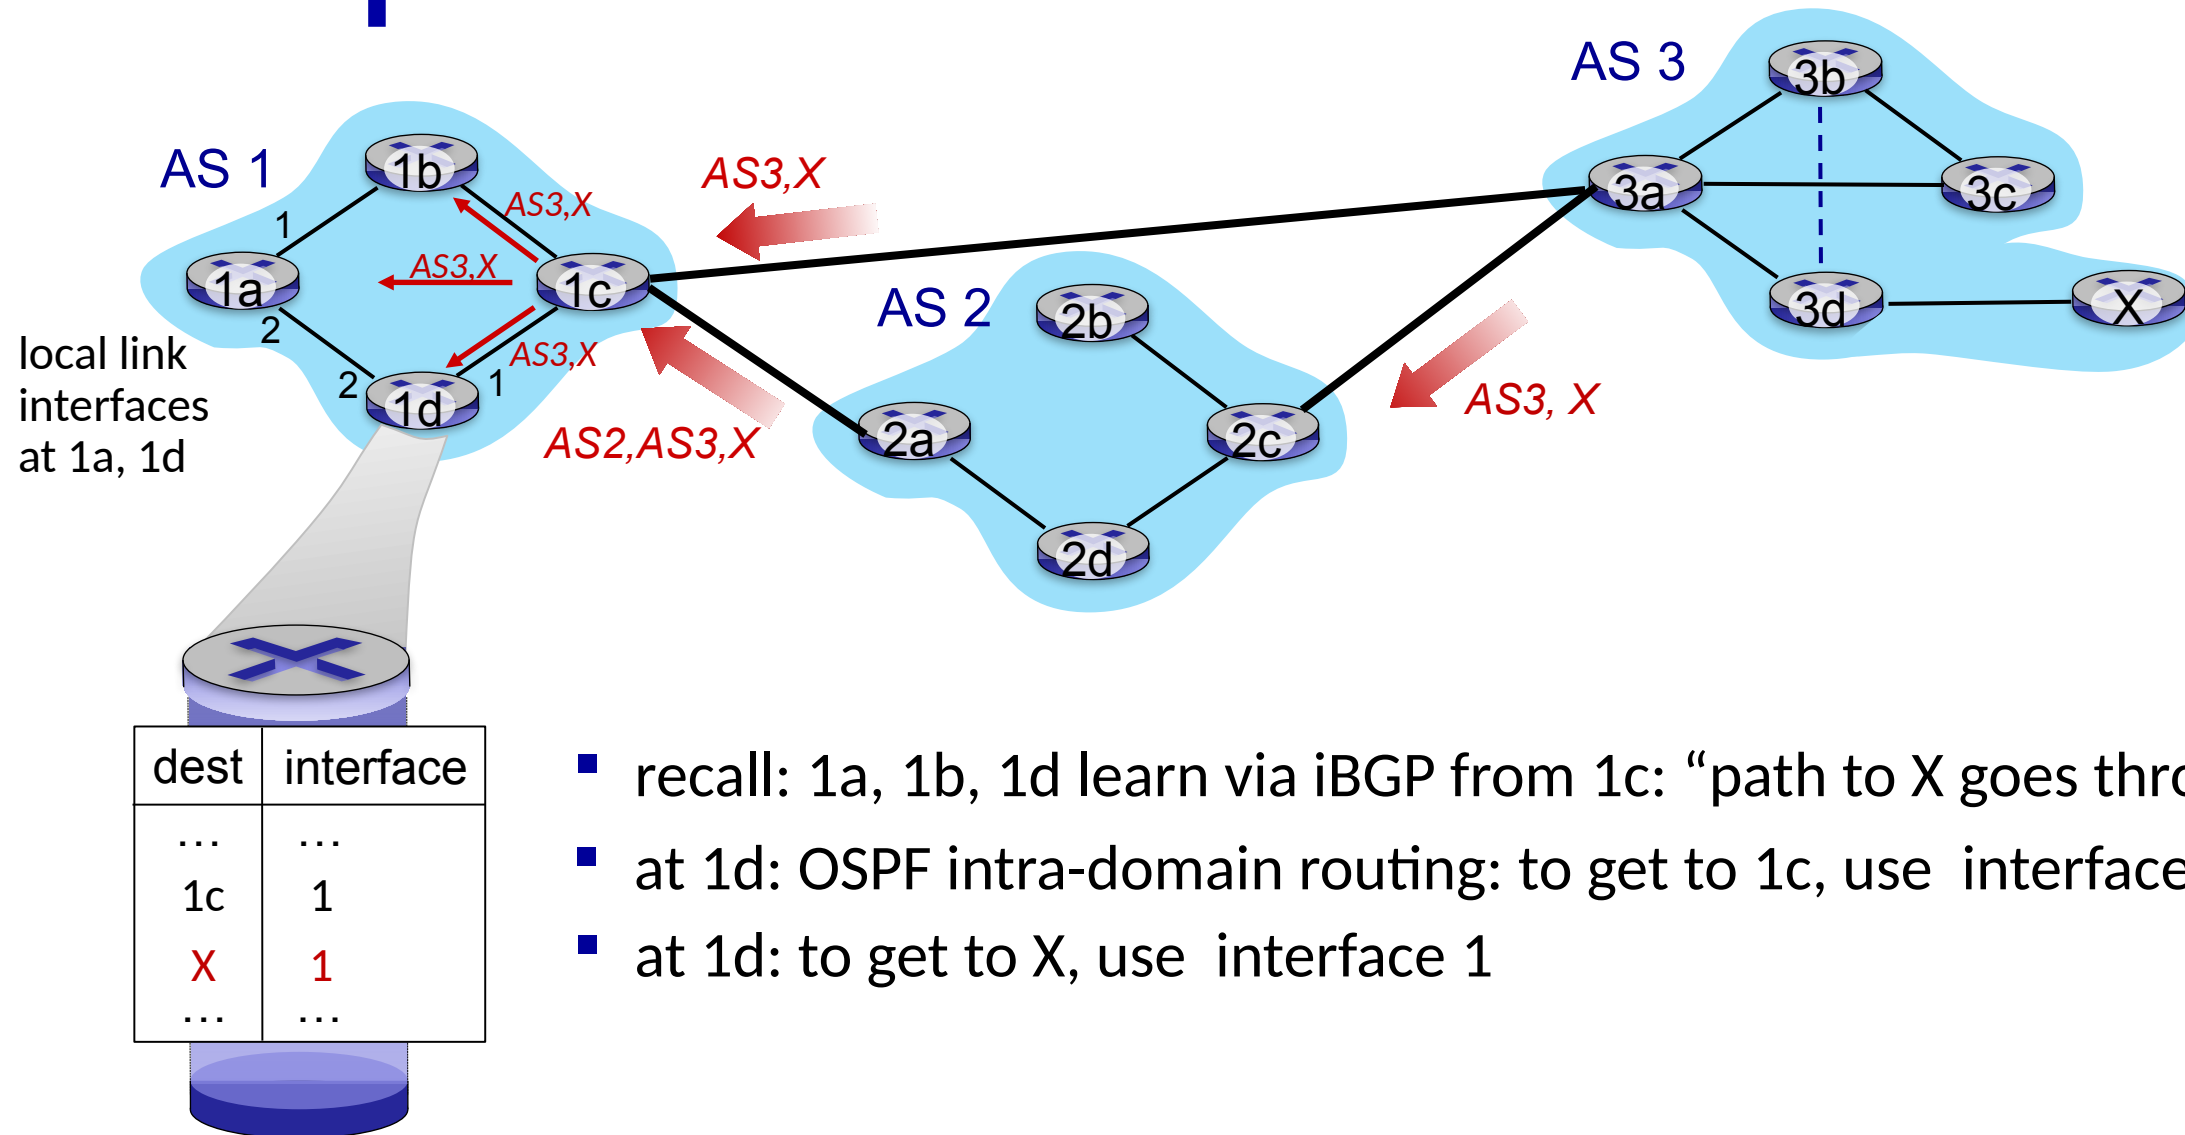 AS 3
3b
AS 1
1b
AS3,X
3a
3c
AS3,X
1
AS3,X
1a
1c
AS 2
2b
3d
X
2
local link
interfaces
at 1a, 1d
AS3,X
2
1
1d
AS3, X
AS2,AS3,X
2a
2c
2d
dest interface
… …
1c 1
X 1
… …
recall: 1a, 1b, 1d learn via iBGP from 1c: “path to X goes
at 1d: OSPF intra-domain routing: to get to 1c, use interface
at 1d: to get to X, use interface 1